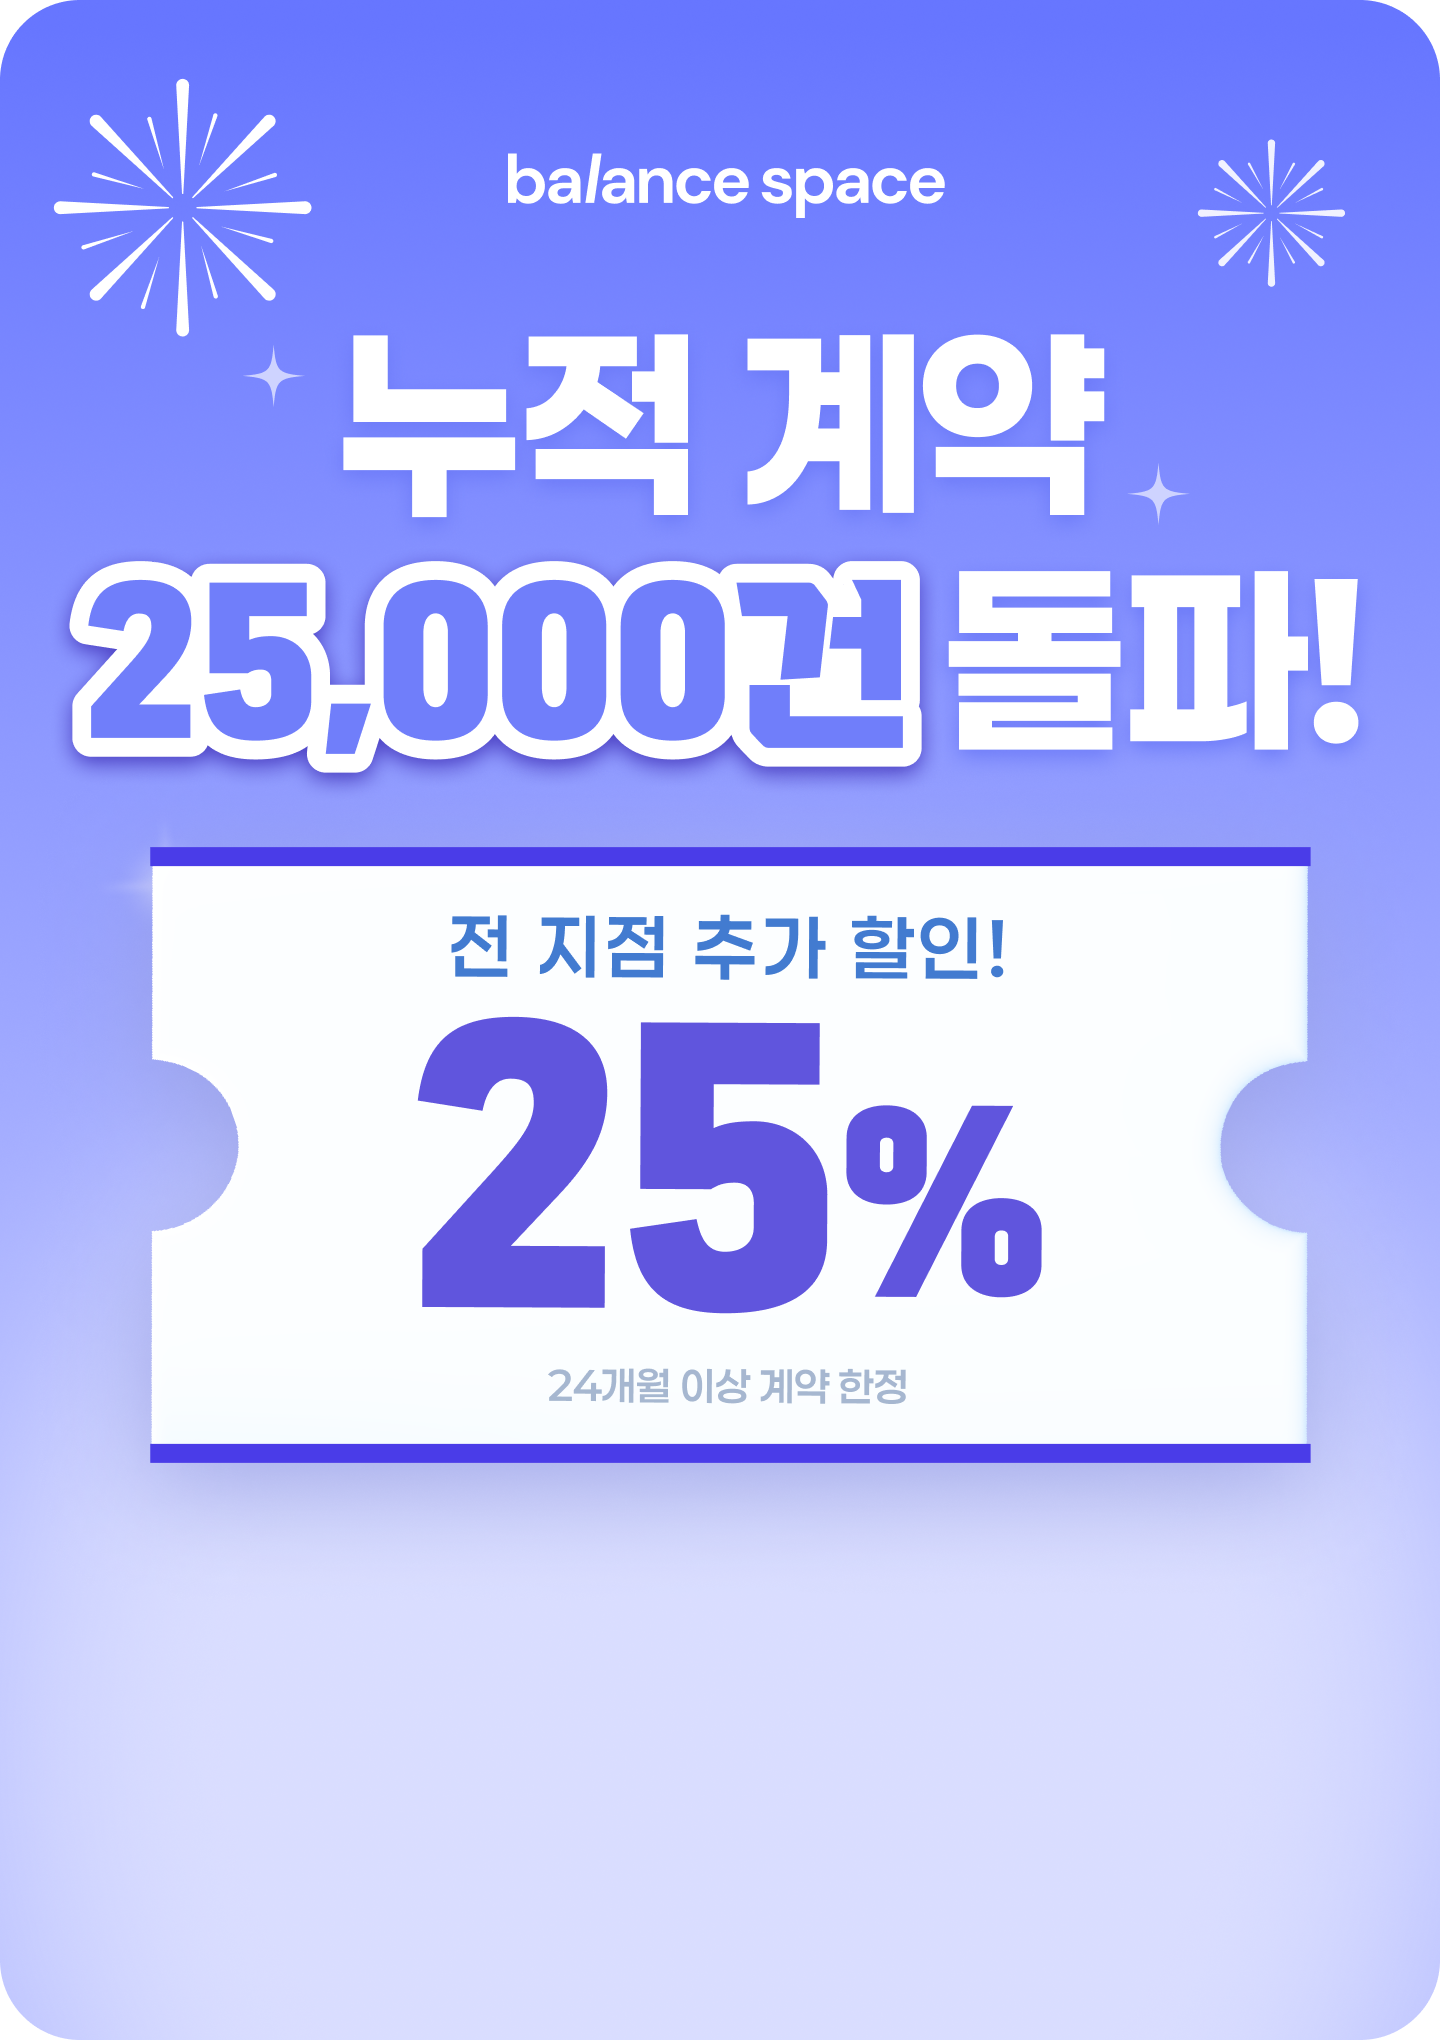 balance space
누적 계약
25,000건 돌파!
전 지점 추가 할인!
25%
24개월 이상 계약 한정